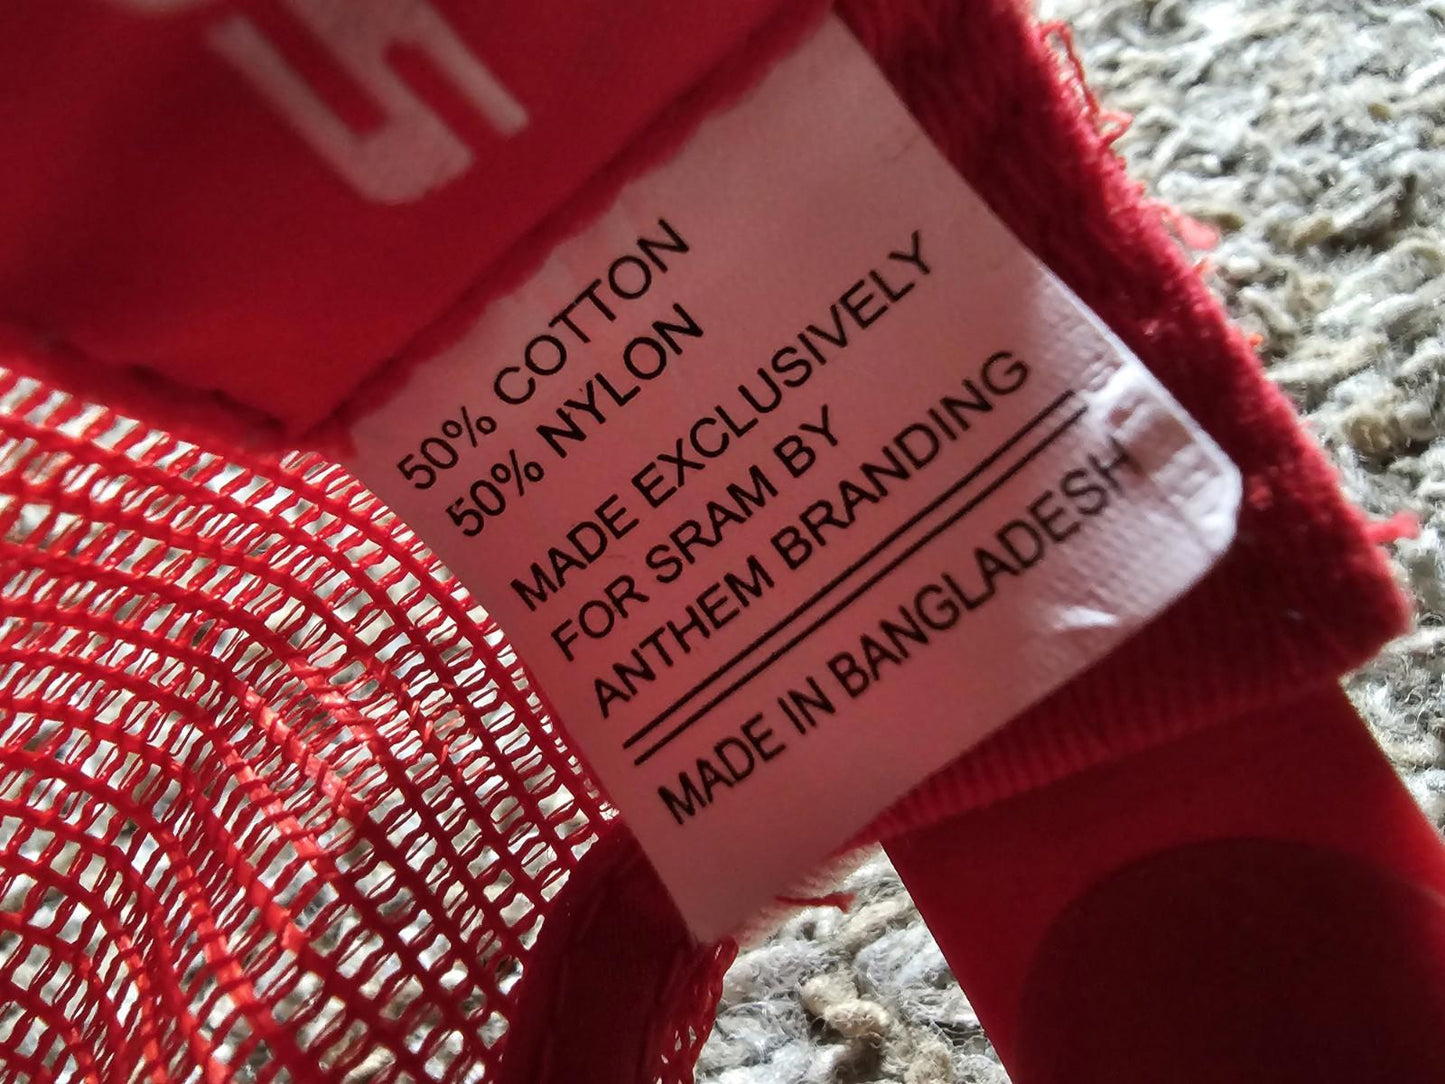 50% COTTON
50% NYLON
MADE EXCLUSIVELY
FOR SRAM BY
ANTHEM BRANDING
MADE IN BANGLADESH